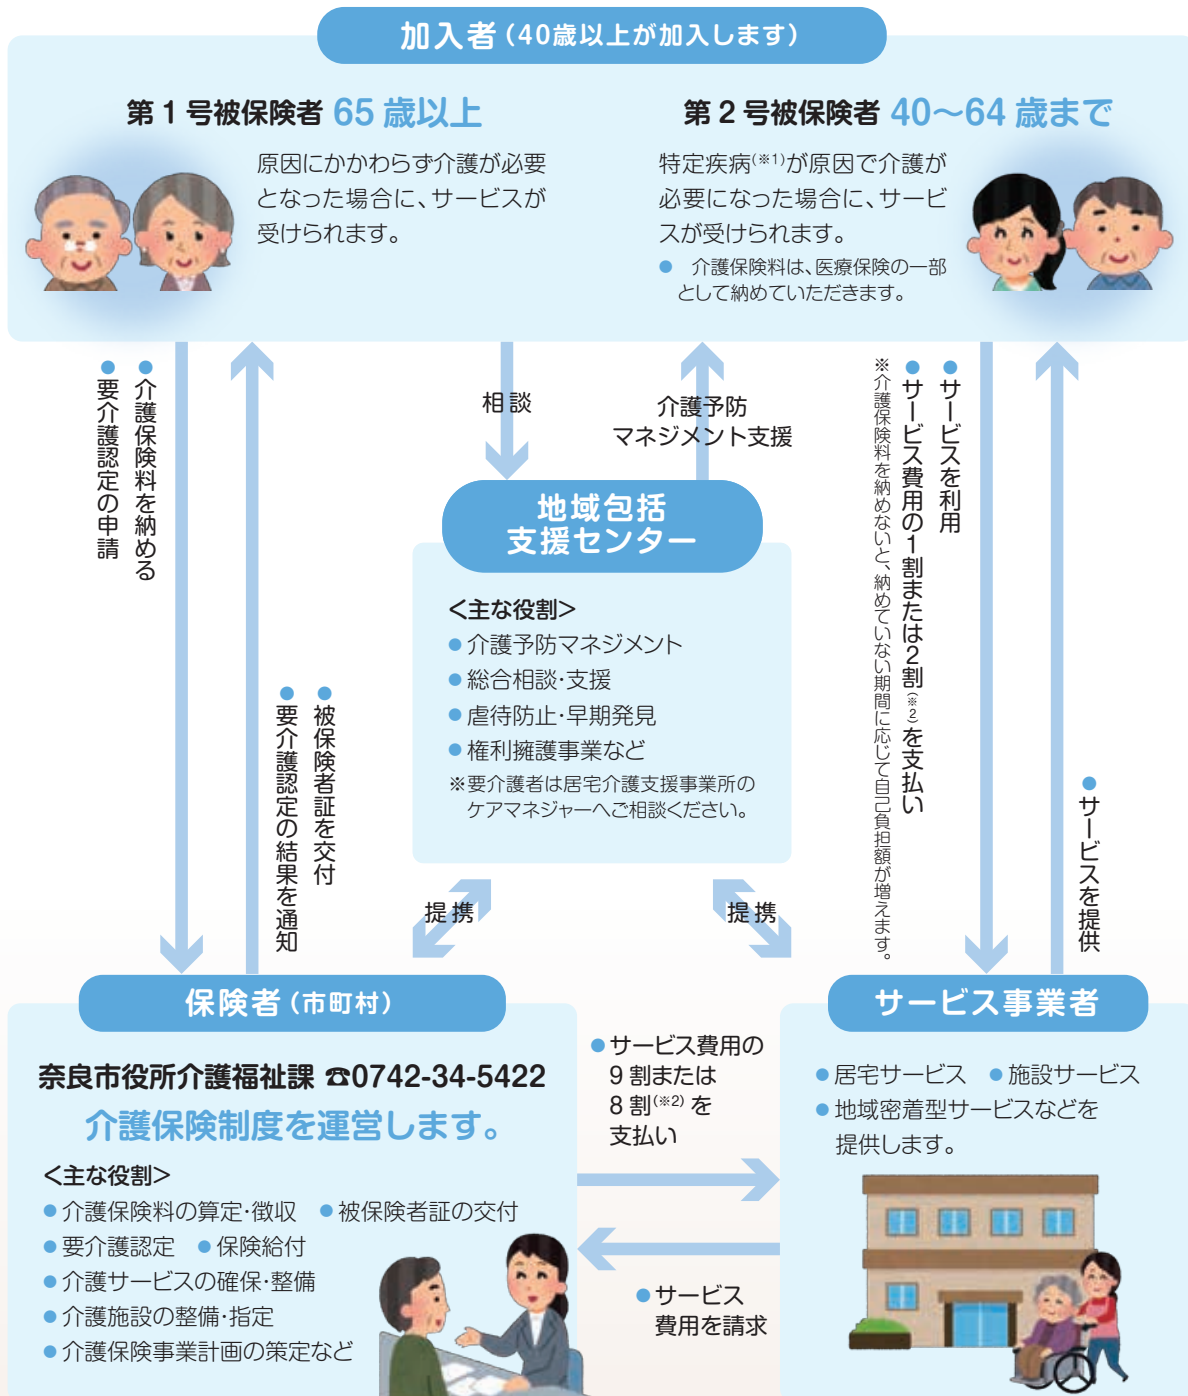 加入者（40歳以上が加入します）
第1号被保険者 65歳以上
原因にかかわらず介護が必要
となった場合に、サービスが
受けられます。
第2号被保険者 40〜64歳まで
特定疾病(※1)が原因で介護が
必要になった場合に、サービ
スが受けられます。
● 介護保険料は、医療保険の一部
として納めていただきます。
●介護保険料を納める
●要介護認定の申請
●被保険者証を交付
●要介護認定の結果を通知
相談
介護予防
マネジメント支援
●サービスを利用
●サービス費用の1割または2割(※2)を支払い
※介護保険料を納めないと、納めていない期間に応じて自己負担額が増えます。
●サービスを提供
地域包括
支援センター
<主な役割>
●介護予防マネジメント
●総合相談・支援
●虐待防止・早期発見
●権利擁護事業など
※要介護者は居宅介護支援事業所の
ケアマネジャーへご相談ください。
提携
提携
保険者（市町村）
奈良市役所介護福祉課 ☎0742-34-5422
介護保険制度を運営します。
<主な役割>
●介護保険料の算定・徴収 ●被保険者証の交付
●要介護認定 ●保険給付
●介護サービスの確保・整備
●介護施設の整備・指定
●介護保険事業計画の策定など
●サービス費用の
9割または
8割(※2)を
支払い
●サービス
費用を請求
サービス事業者
●居宅サービス ●施設サービス
●地域密着型サービスなどを
提供します。